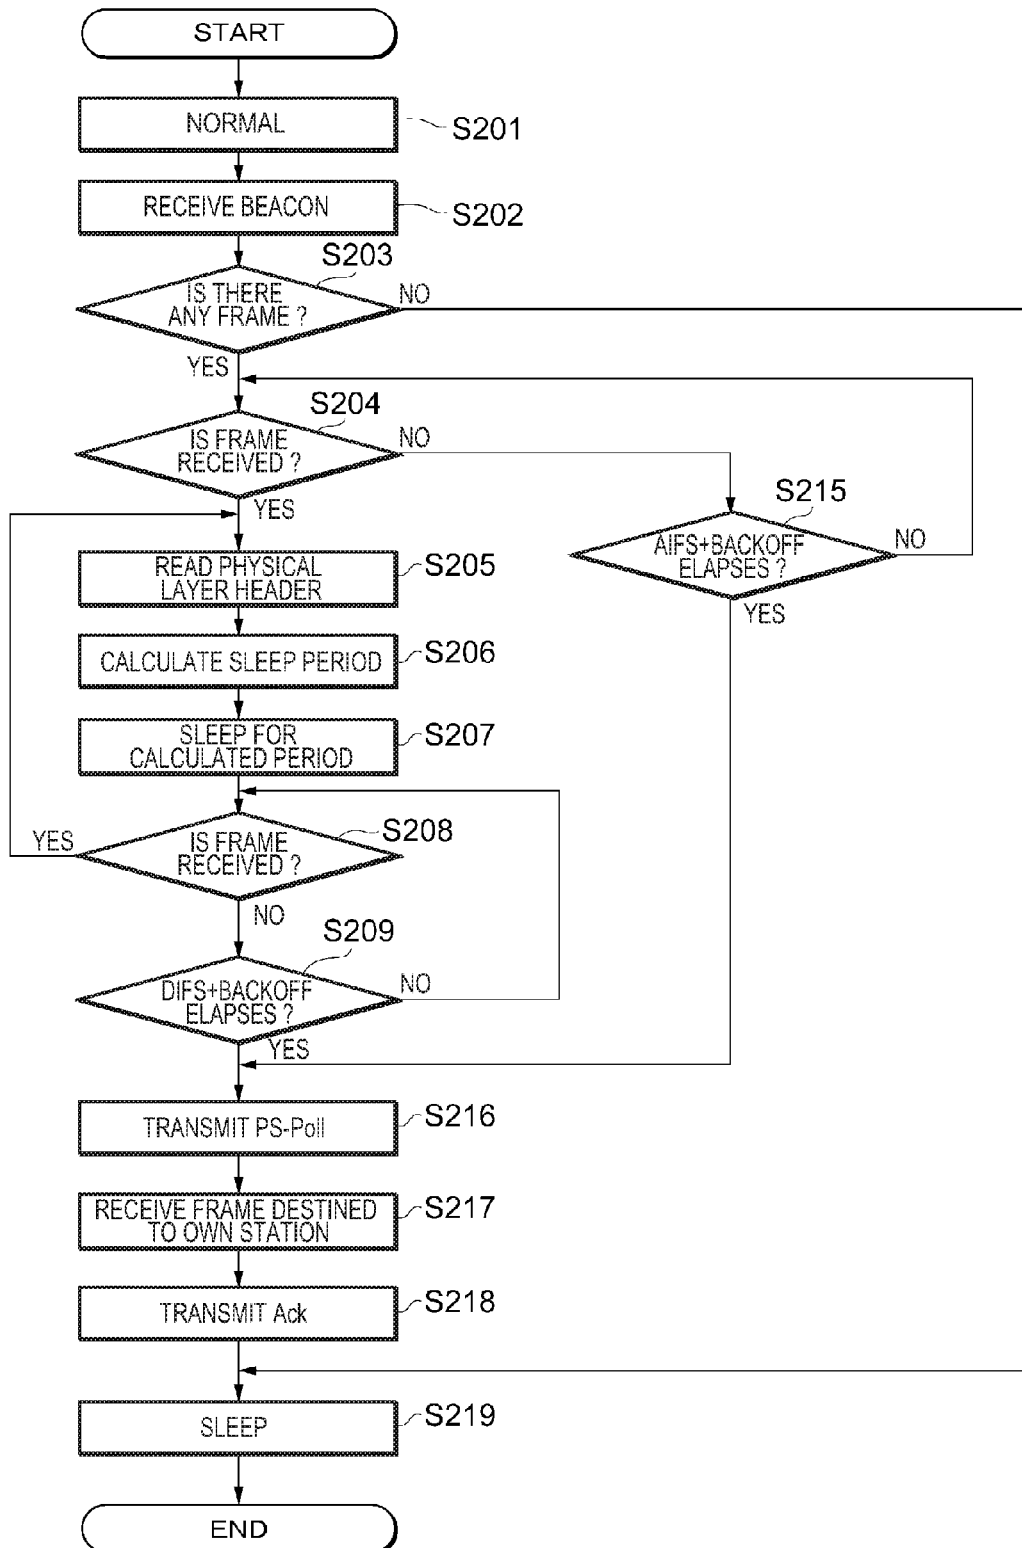 START
NORMAL
S201
RECEIVE BEACON
S202
S203
IS THERE
ANY FRAME ?
NO
YES
S204
IS FRAME
RECEIVED ?
NO
YES
S215
AIFS+BACKOFF
ELAPSES ?
NO
YES
READ PHYSICAL
LAYER HEADER
S205
CALCULATE SLEEP PERIOD
S206
SLEEP FOR
CALCULATED PERIOD
S207
S208
YES
IS FRAME
RECEIVED ?
NO
S209
DIFS+BACKOFF
ELAPSES ?
NO
YES
TRANSMIT PS-Poll
S216
RECEIVE FRAME DESTINED
TO OWN STATION
S217
TRANSMIT Ack
S218
SLEEP
S219
END